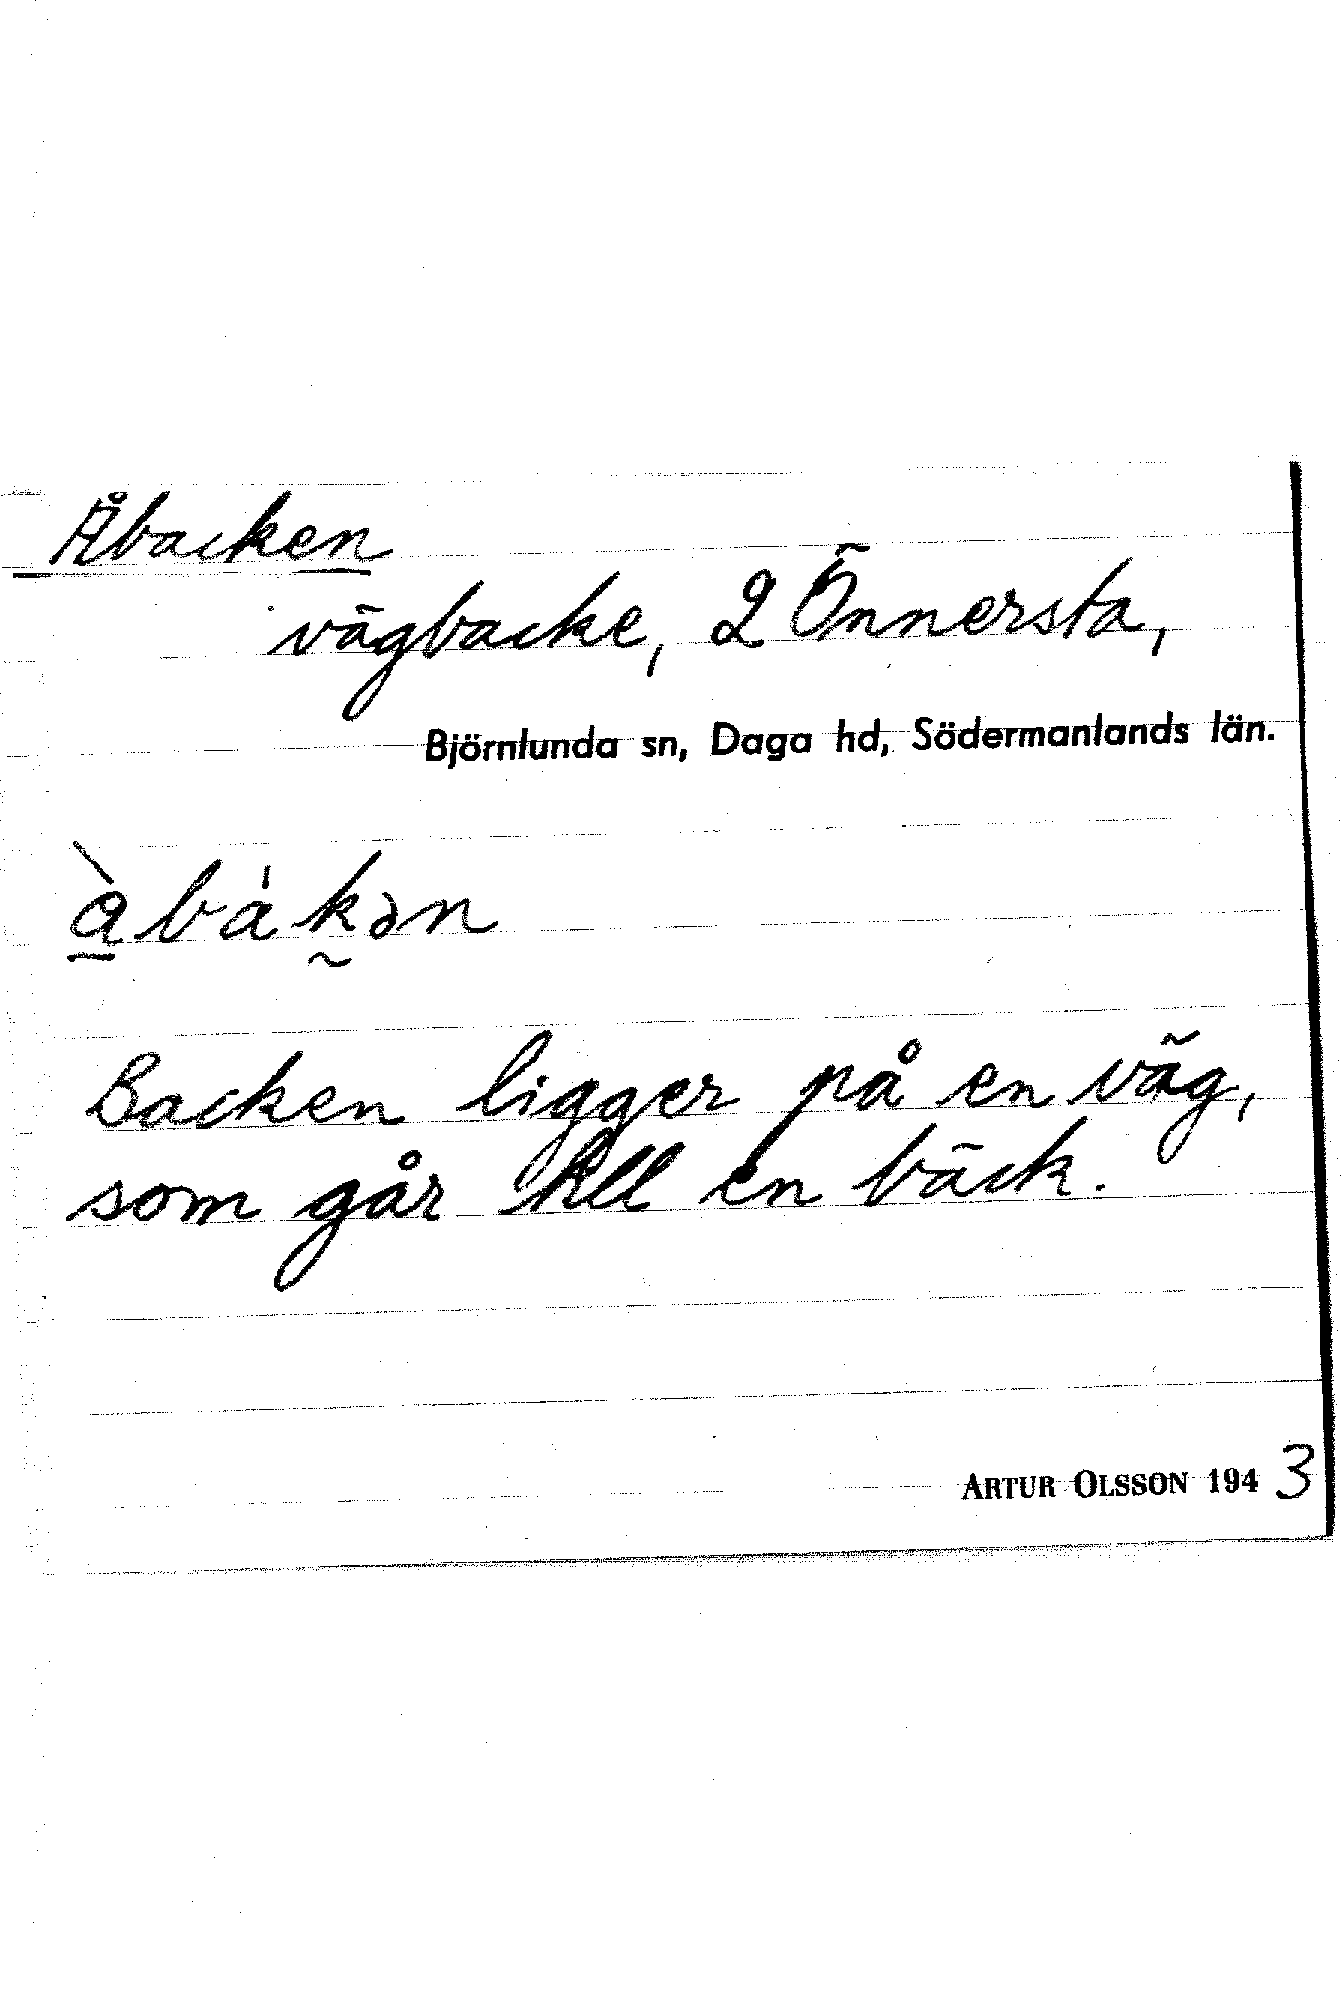 Åbacken
vägbacke, 2 Önnersta,
Björnlunda sn, Daga hd, Södermanlands län.
à̱bȧk̰ən
Backen ligger på en väg,
som går till en bäck.
ARTUR OLSSON 1943